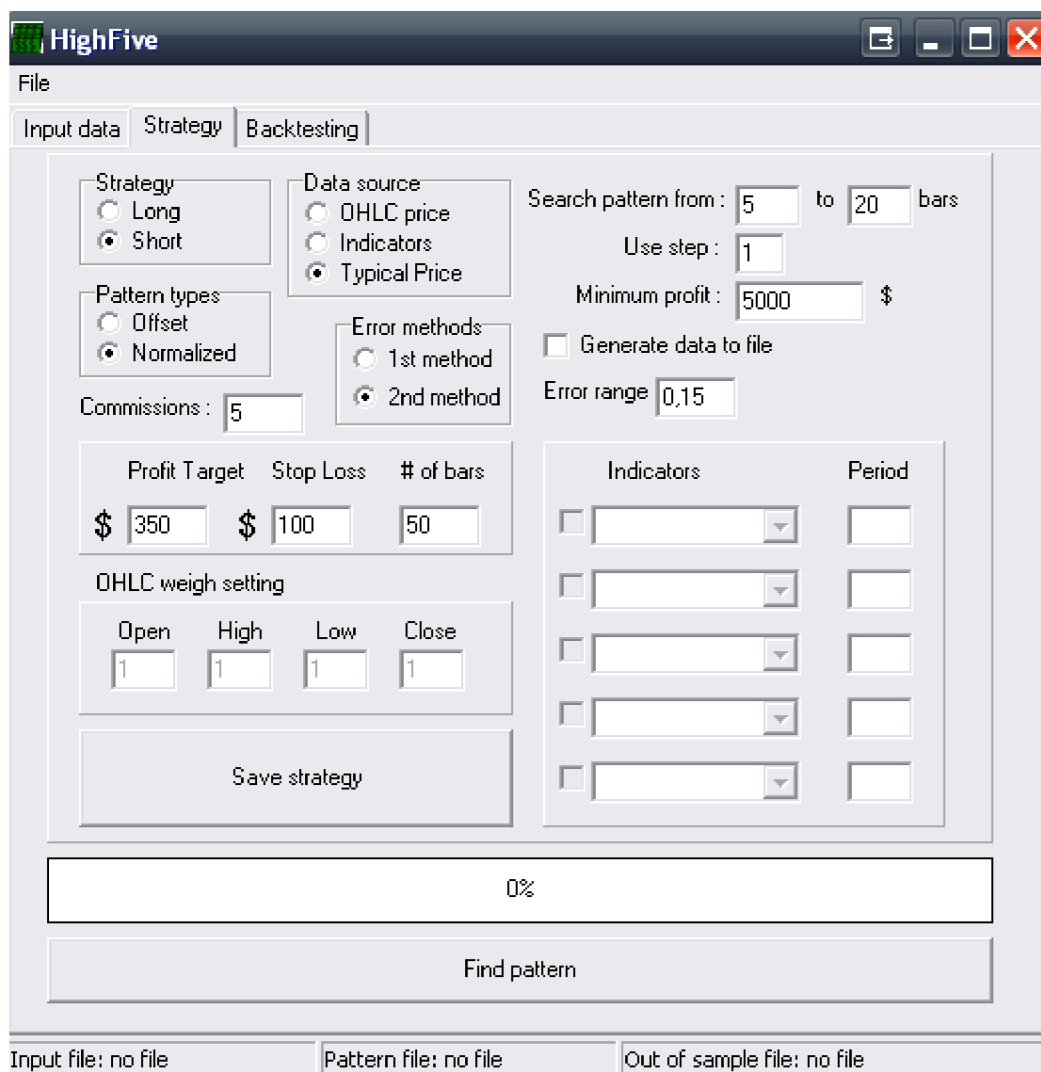 HighFive
File
Input data Strategy Backtesting
Strategy
Long
Short
Data source
OHLC price
Indicators
Typical Price
Search pattern from : 5 to 20 bars
Use step : 1
Minimum profit : 5000 $
Pattern types
Offset
Normalized
Error methods
1st method
2nd method
Generate data to file
Error range 0,15
Commissions : 5
Profit Target Stop Loss # of bars
$ 350 $ 100 50
OHLC weigh setting
Open High Low Close
1 1 1 1
Save strategy
Indicators Period
0%
Find pattern
Input file: no file Pattern file: no file Out of sample file: no file